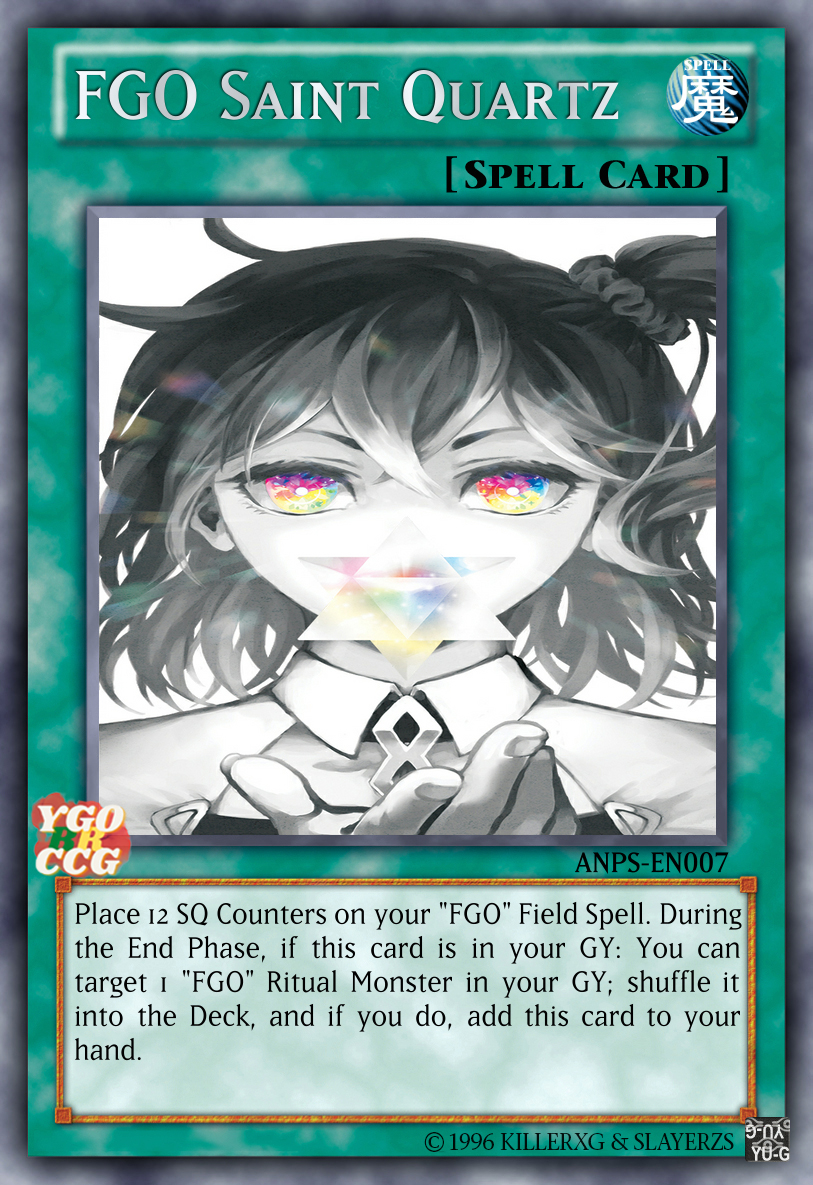 FGO Saint Quartz
SPELL
魔
[Spell Card]
YGO
RR
CCG
ANPS-EN007
Place 12 SQ Counters on your "FGO" Field Spell. During
the End Phase, if this card is in your GY: You can
target 1 "FGO" Ritual Monster in your GY; shuffle it
into the Deck, and if you do, add this card to your
hand.
© 1996 KILLERXG & SLAYERZS
YU-G
YU-G